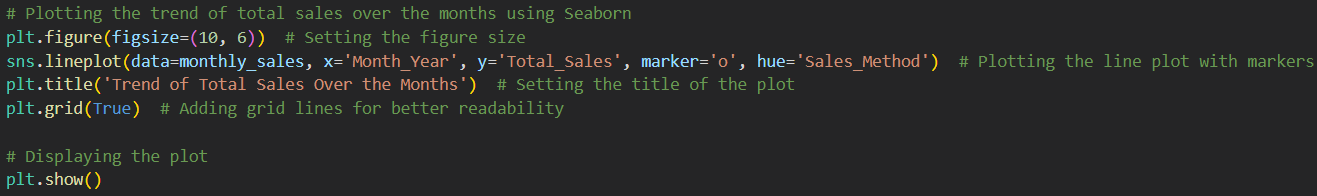 # Plotting the trend of total sales over the months using Seaborn
plt.figure(figsize=(10, 6))  # Setting the figure size
sns.lineplot(data=monthly_sales, x='Month_Year', y='Total_Sales', marker='o', hue='Sales_Method')  # Plotting the line plot with markers
plt.title('Trend of Total Sales Over the Months')  # Setting the title of the plot
plt.grid(True)  # Adding grid lines for better readability

# Displaying the plot
plt.show()